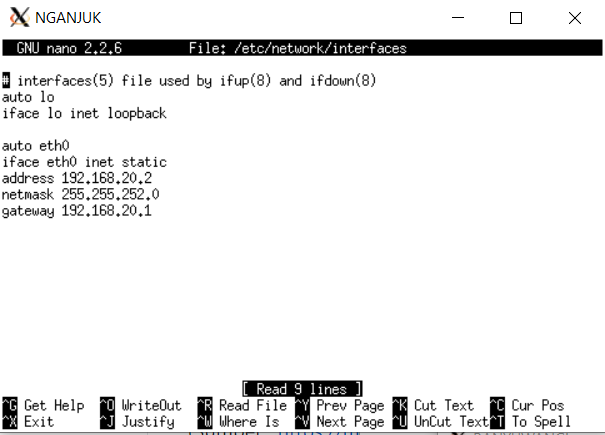 NGANJUK
GNU nano 2.2.6 File: /etc/network/interfaces
# interfaces(5) file used by ifup(8) and ifdown(8)
auto lo
iface lo inet loopback
auto eth0
iface eth0 inet static
address 192.168.20.2
netmask 255.255.252.0
gateway 192.168.20.1
[ Read 9 lines ]
^G Get Help ^O WriteOut ^R Read File ^Y Prev Page ^K Cut Text ^C Cur Pos
^X Exit ^J Justify ^W Where Is ^V Next Page ^U UnCut Text ^T To Spell